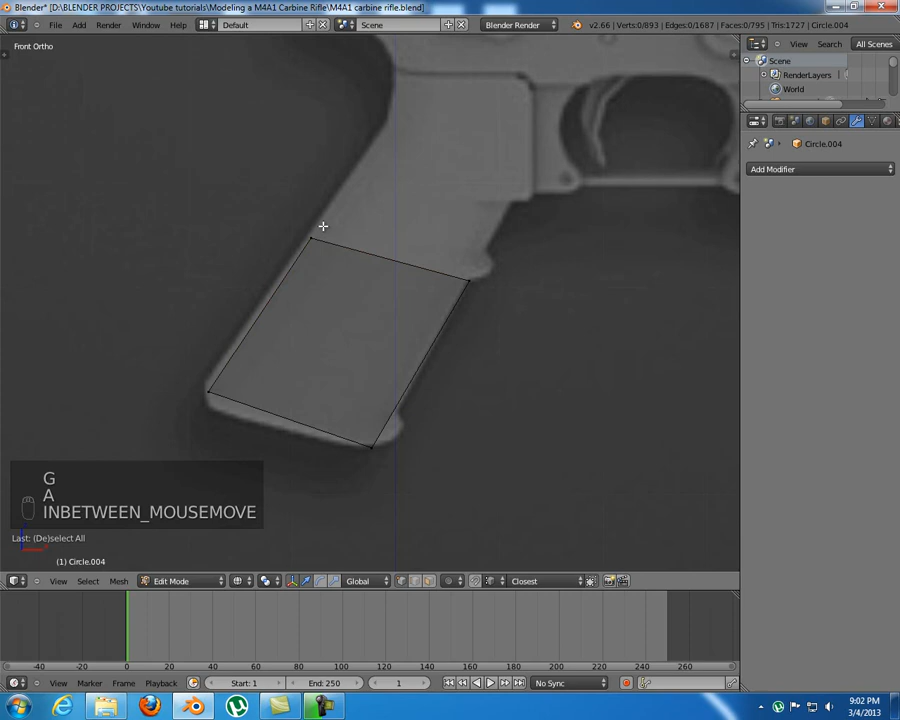 Blender* [D:\BLENDER PROJECTS\Youtube tutorials\Modeling a M4A1 Carbine Rifle\M4A1 carbine rifle.blend]
File Add Render Window Help Default Scene Blender Render v2.66 | Verts:0/893 | Edges:0/1687 | Faces:0/795 | Tris:1727 | Circle.004
Front Ortho
View Search All Scenes
Scene
RenderLayers
World
Circle.004
Add Modifier
G
A
INBETWEEN_MOUSEMOVE
Last: (De)select All
(1) Circle.004
View Select Mesh Edit Mode Global Closest
-40 -20 0 20 40 60 80 100 120 140 160 180 200 220 240 260
View Marker Frame Playback Start: 1 End: 250 1 No Sync
9:02 PM
3/4/2013